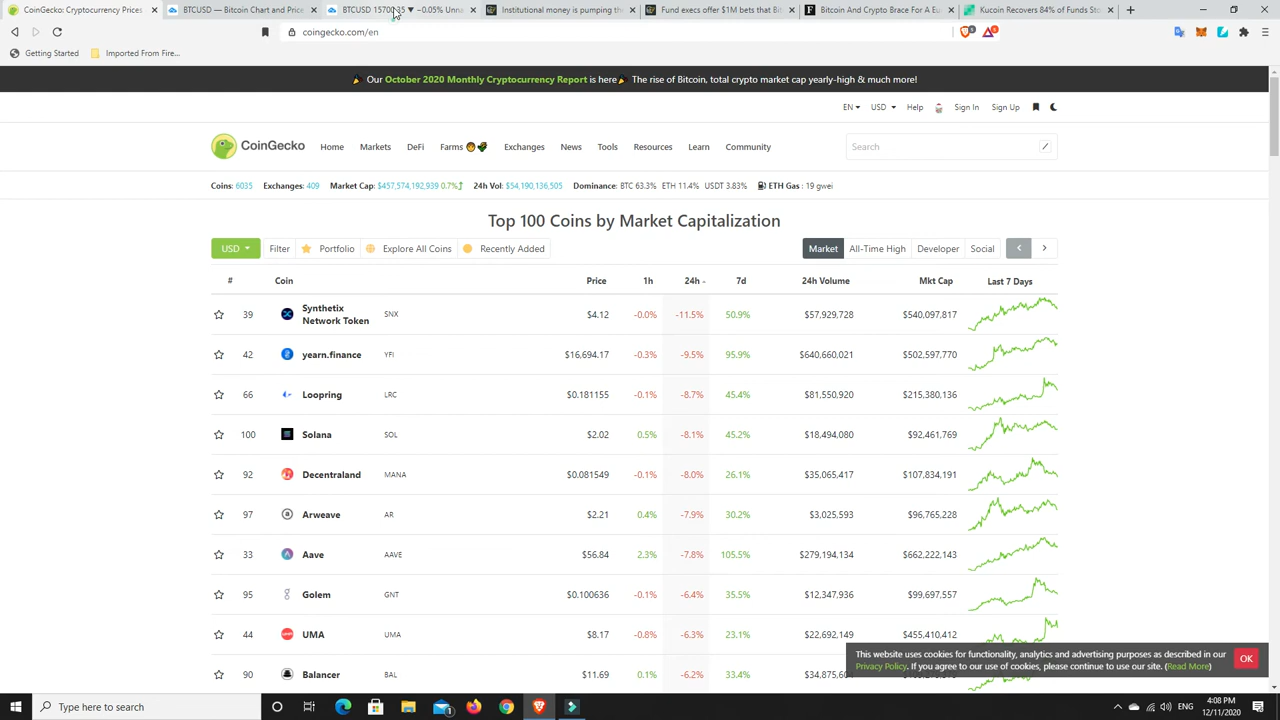 CoinGecko: Cryptocurrency Prices × BTCUSD — Bitcoin Chart and Price × BTCUSD 15700.35 ▼ −0.05% Unna × Institutional money is pumping the × Fund execs offer $1M bets that Bit × Bitcoin And Crypto Brace For A Eu × Kucoin Recovers 84% of Funds Sto ×
coingecko.com/en
Getting Started Imported From Fire...
Our October 2020 Monthly Cryptocurrency Report is here The rise of Bitcoin, total crypto market cap yearly-high & much more!
EN USD Help Sign In Sign Up
CoinGecko Home Markets DeFi Farms Exchanges News Tools Resources Learn Community Search /
Coins: 6035 Exchanges: 409 Market Cap: $457,574,192,939 0.7% 24h Vol: $54,190,136,505 Dominance: BTC 63.3% ETH 11.4% USDT 3.83% ETH Gas : 19 gwei
Top 100 Coins by Market Capitalization
USD Filter Portfolio Explore All Coins Recently Added Market All-Time High Developer Social < >
# Coin Price 1h 24h 7d 24h Volume Mkt Cap Last 7 Days
39 Synthetix Network Token SNX $4.12 -0.0% -11.5% 50.9% $57,929,728 $540,097,817
42 yearn.finance YFI $16,694.17 -0.3% -9.5% 95.9% $640,660,021 $502,597,770
66 Loopring LRC $0.181155 -0.1% -8.7% 45.4% $81,550,920 $215,380,136
100 Solana SOL $2.02 0.5% -8.1% 45.2% $18,494,080 $92,461,769
92 Decentraland MANA $0.081549 -0.1% -8.0% 26.1% $35,065,417 $107,834,191
97 Arweave AR $2.21 0.4% -7.9% 30.2% $3,025,593 $96,765,228
33 Aave AAVE $56.84 2.3% -7.8% 105.5% $279,194,134 $662,222,143
95 Golem GNT $0.100636 -0.1% -6.4% 35.5% $12,347,936 $99,697,557
44 UMA UMA $8.17 -0.8% -6.3% 23.1% $22,692,149 $455,410,412
90 Balancer BAL $11.69 0.1% -6.2% 33.4%
This website uses cookies for functionality, analytics and advertising purposes as described in our
Privacy Policy. If you agree to our use of cookies, please continue to use our site. (Read More) OK
Type here to search
ENG
4:08 PM
12/11/2020